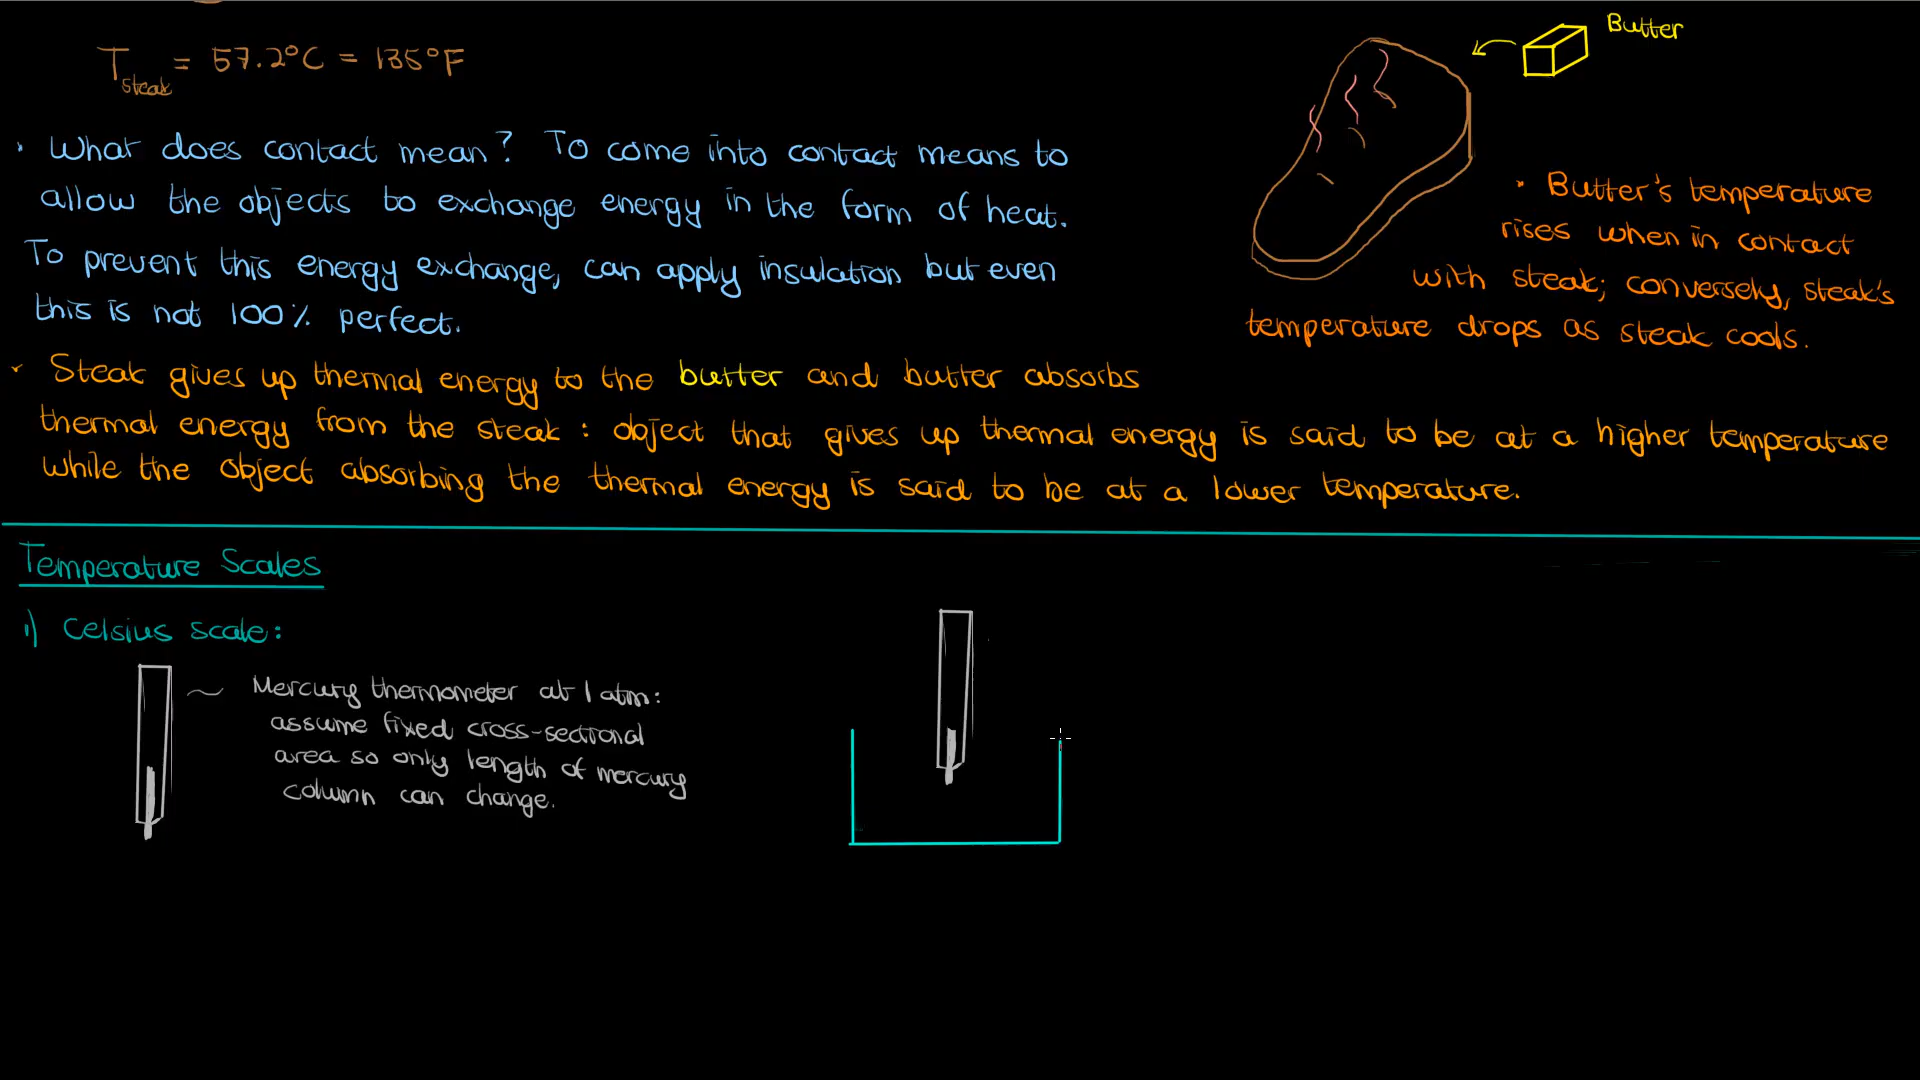 T steak = 57.2°C = 135°F
Butter
• What does contact mean? To come into contact means to
allow the objects to exchange energy in the form of heat.
To prevent this energy exchange, can apply insulation but even
this is not 100% perfect.
• Butter's temperature
rises when in contact
with steak; conversely, steak's
temperature drops as steak cools.
• Steak gives up thermal energy to the butter and butter absorbs
thermal energy from the steak: object that gives up thermal energy is said to be at a higher temperature
while the object absorbing the thermal energy is said to be at a lower temperature.
Temperature Scales
1) Celsius scale:
Mercury thermometer at 1 atm:
assume fixed cross-sectional
area so only length of mercury
column can change.